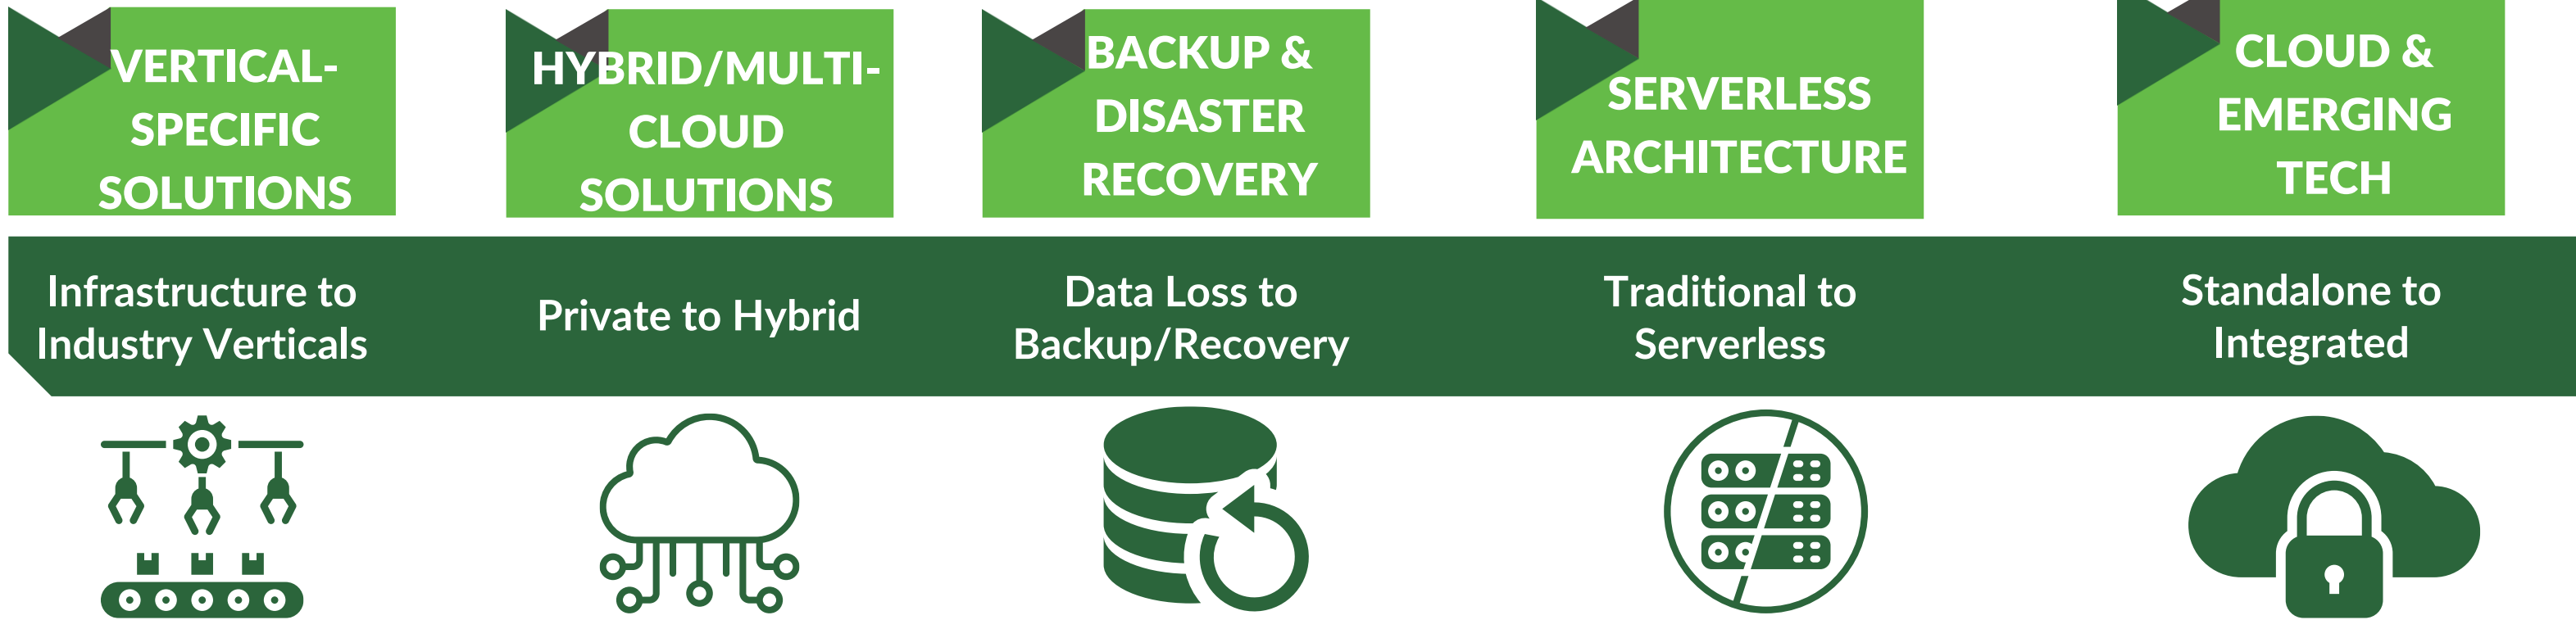 VERTICAL-
SPECIFIC
SOLUTIONS
HYBRID/MULTI-
CLOUD
SOLUTIONS
BACKUP &
DISASTER
RECOVERY
SERVERLESS
ARCHITECTURE
CLOUD &
EMERGING
TECH
Infrastructure to
Industry Verticals
Private to Hybrid
Data Loss to
Backup/Recovery
Traditional to
Serverless
Standalone to
Integrated